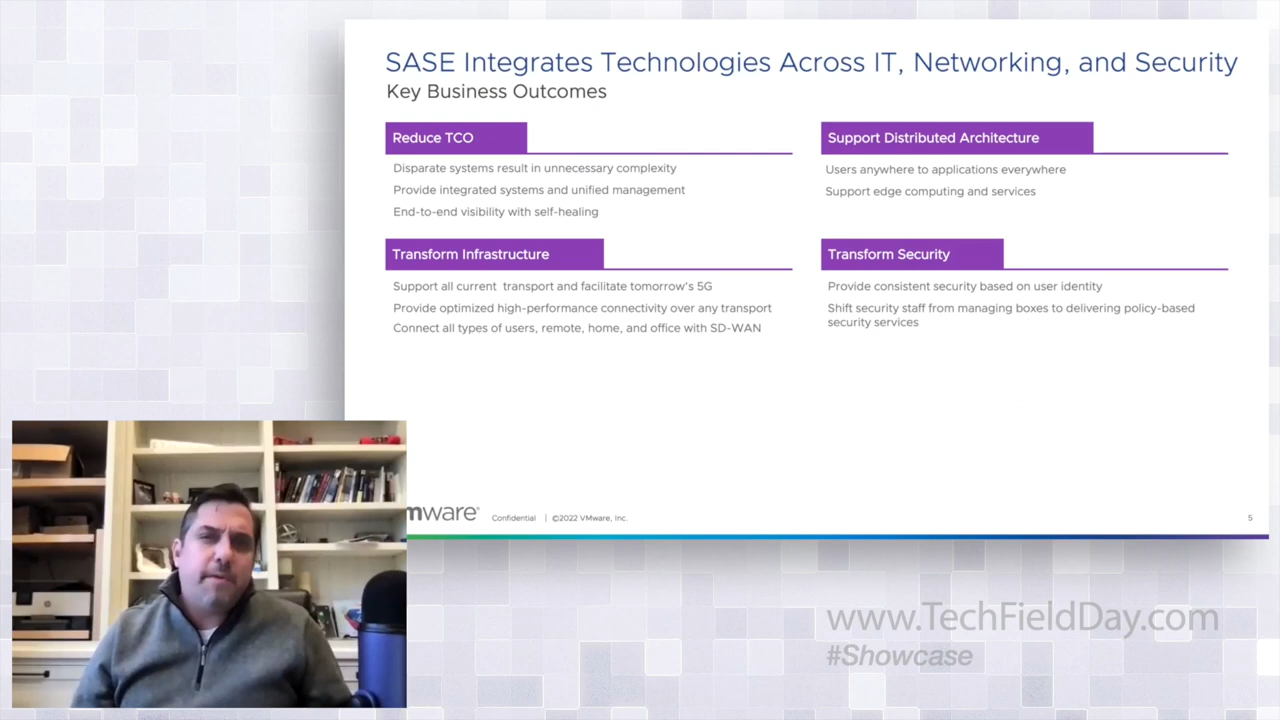 SASE Integrates Technologies Across IT, Networking, and Security
Key Business Outcomes
Reduce TCO
Disparate systems result in unnecessary complexity
Provide integrated systems and unified management
End-to-end visibility with self-healing
Support Distributed Architecture
Users anywhere to applications everywhere
Support edge computing and services
Transform Infrastructure
Support all current transport and facilitate tomorrow's 5G
Provide optimized high-performance connectivity over any transport
Connect all types of users, remote, home, and office with SD-WAN
Transform Security
Provide consistent security based on user identity
Shift security staff from managing boxes to delivering policy-based
security services
mware® Confidential | ©2022 VMware, Inc. 5
www.TechFieldDay.com
#Showcase